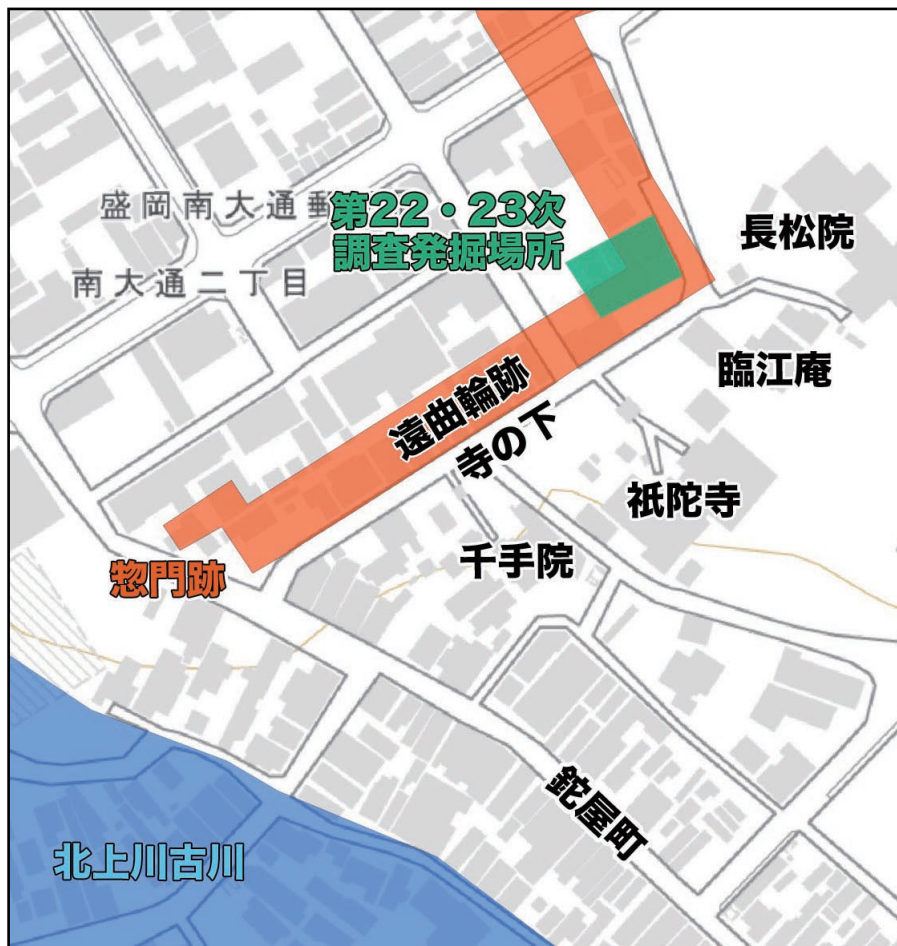 盛岡南大通郵
第22・23次
調査発掘場所
南大通二丁目
長松院
臨江庵
遠曲輪跡
寺の下
祇陀寺
千手院
惣門跡
鉈屋町
北上川古川